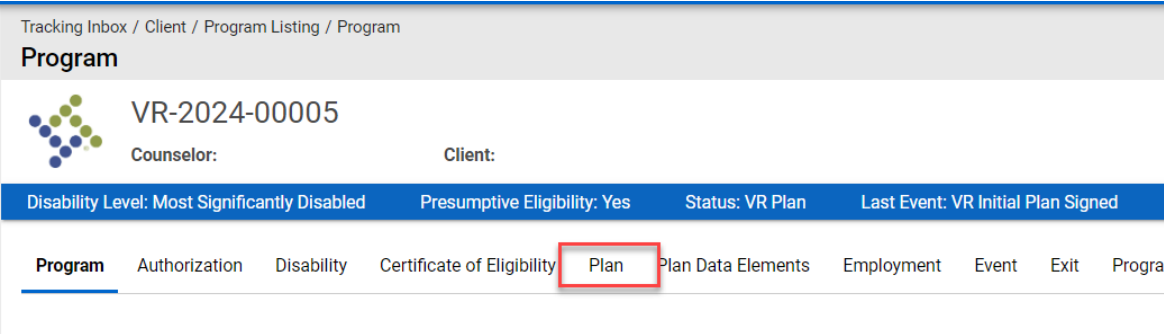 Tracking Inbox / Client / Program Listing / Program
Program
VR-2024-00005
Counselor: Client:
Disability Level: Most Significantly Disabled Presumptive Eligibility: Yes Status: VR Plan Last Event: VR Initial Plan Signed
Program Authorization Disability Certificate of Eligibility Plan Plan Data Elements Employment Event Exit Progra